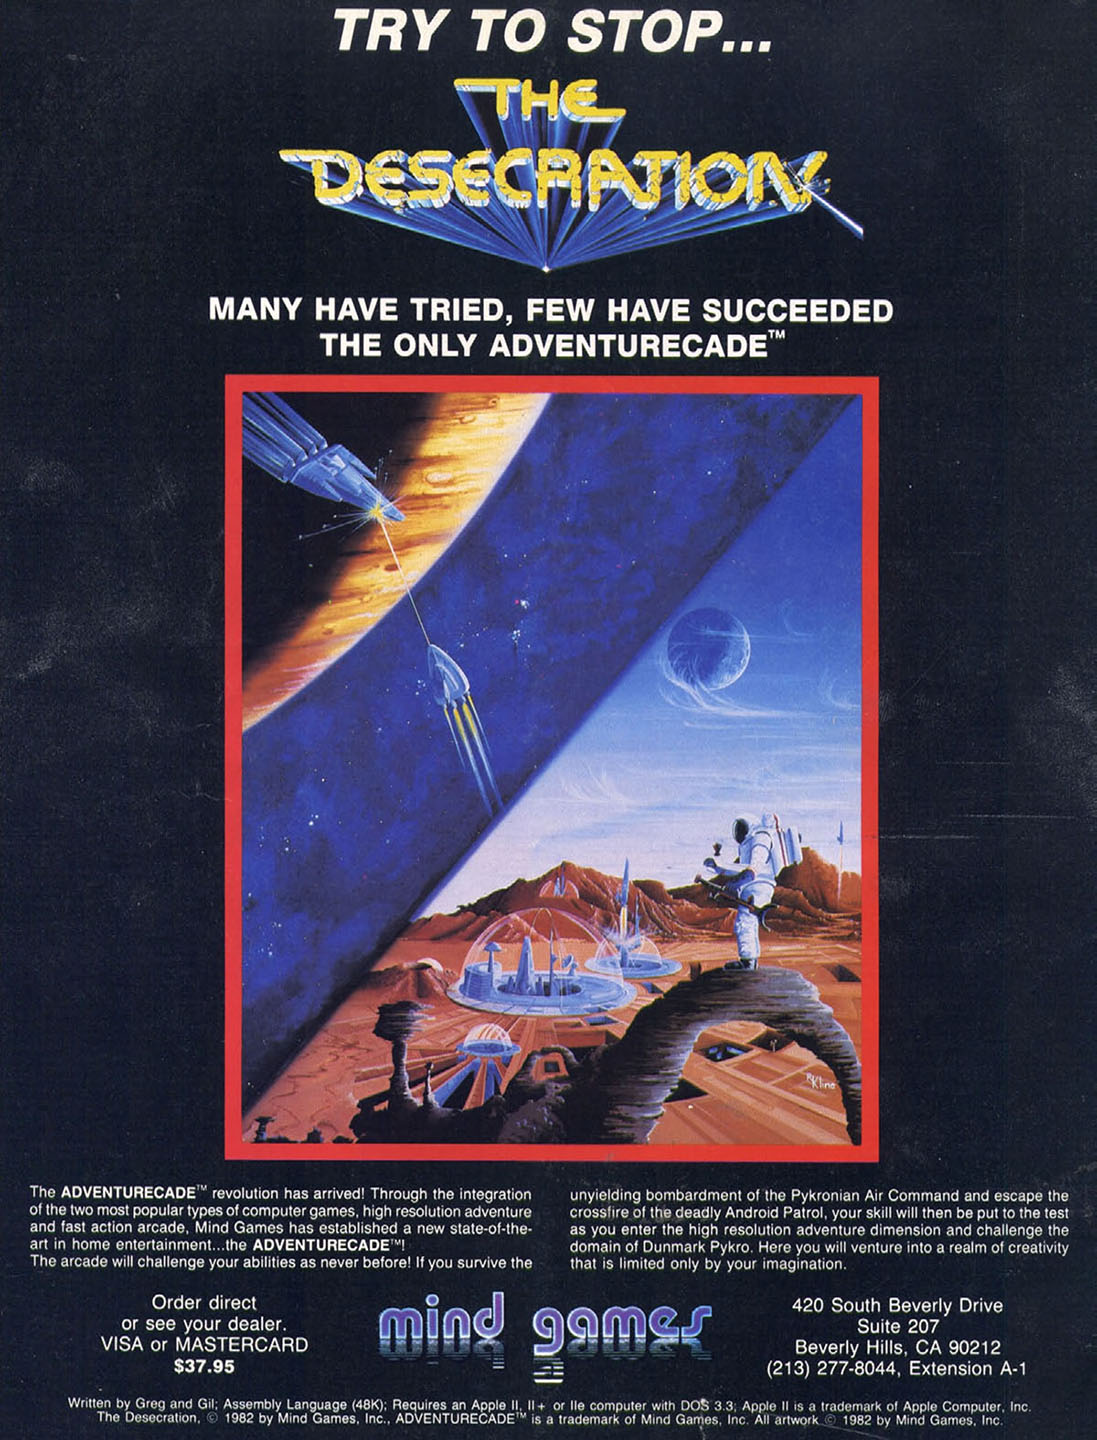 TRY TO STOP...
THE
DESECRATION
MANY HAVE TRIED, FEW HAVE SUCCEEDED
THE ONLY ADVENTURECADE™
R. Kline
The ADVENTURECADE™ revolution has arrived! Through the integration
of the two most popular types of computer games, high resolution adventure
and fast action arcade, Mind Games has established a new state-of-the-
art in home entertainment...the ADVENTURECADE™!
The arcade will challenge your abilities as never before! If you survive the
unyielding bombardment of the Pykronian Air Command and escape the
crossfire of the deadly Android Patrol, your skill will then be put to the test
as you enter the high resolution adventure dimension and challenge the
domain of Dunmark Pykro. Here you will venture into a realm of creativity
that is limited only by your imagination.
Order direct
or see your dealer.
VISA or MASTERCARD
$37.95
mind games
420 South Beverly Drive
Suite 207
Beverly Hills, CA 90212
(213) 277-8044, Extension A-1
Written by Greg and Gil; Assembly Language (48K); Requires an Apple II, II+ or IIe computer with DOS 3.3; Apple II is a trademark of Apple Computer, Inc.
The Desecration, © 1982 by Mind Games, Inc., ADVENTURECADE™ is a trademark of Mind Games, Inc. All artwork © 1982 by Mind Games, Inc.